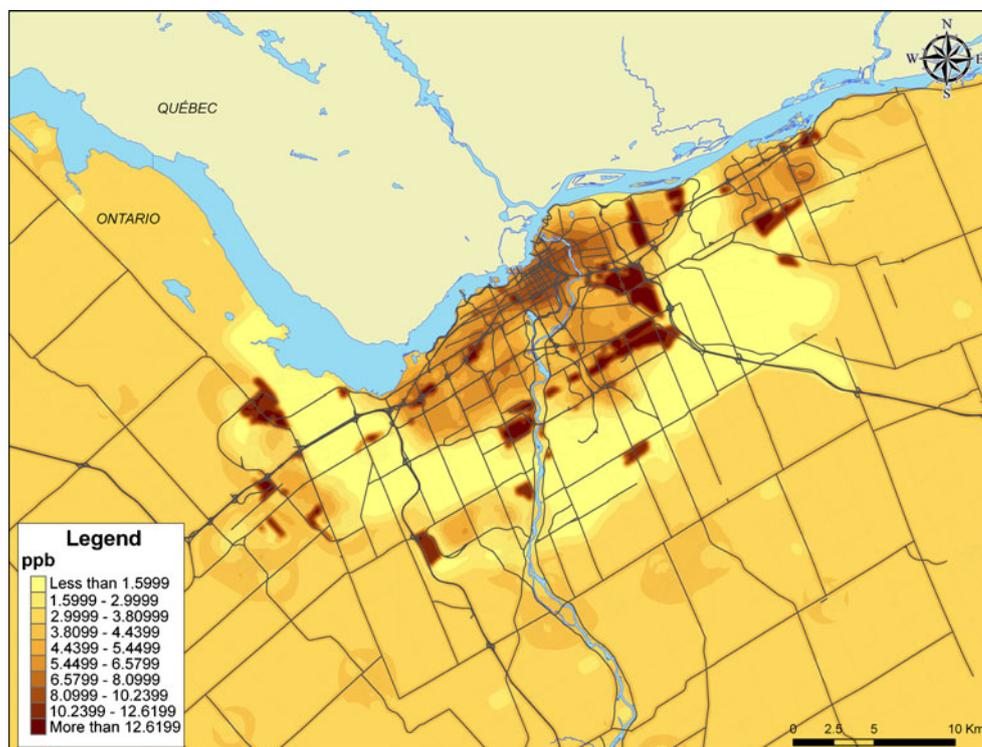 N
W E
S
QUÉBEC
ONTARIO
Legend
ppb
Less than 1.5999
1.5999 - 2.9999
2.9999 - 3.80999
3.8099 - 4.4399
4.4399 - 5.4499
5.4499 - 6.5799
6.5799 - 8.0999
8.0999 - 10.2399
10.2399 - 12.6199
More than 12.6199
0 2.5 5 10 Km